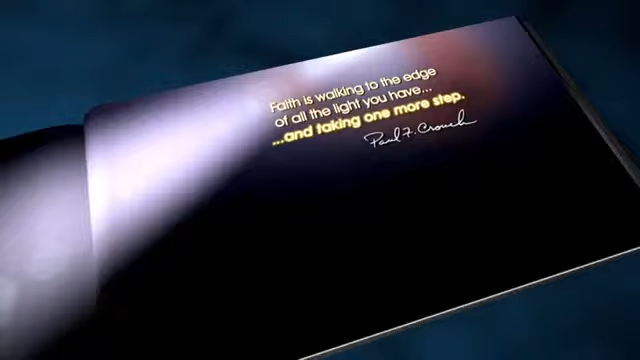 Faith is walking to the edge
of all the light you have...
...and taking one more step.
Paul F. Crouch